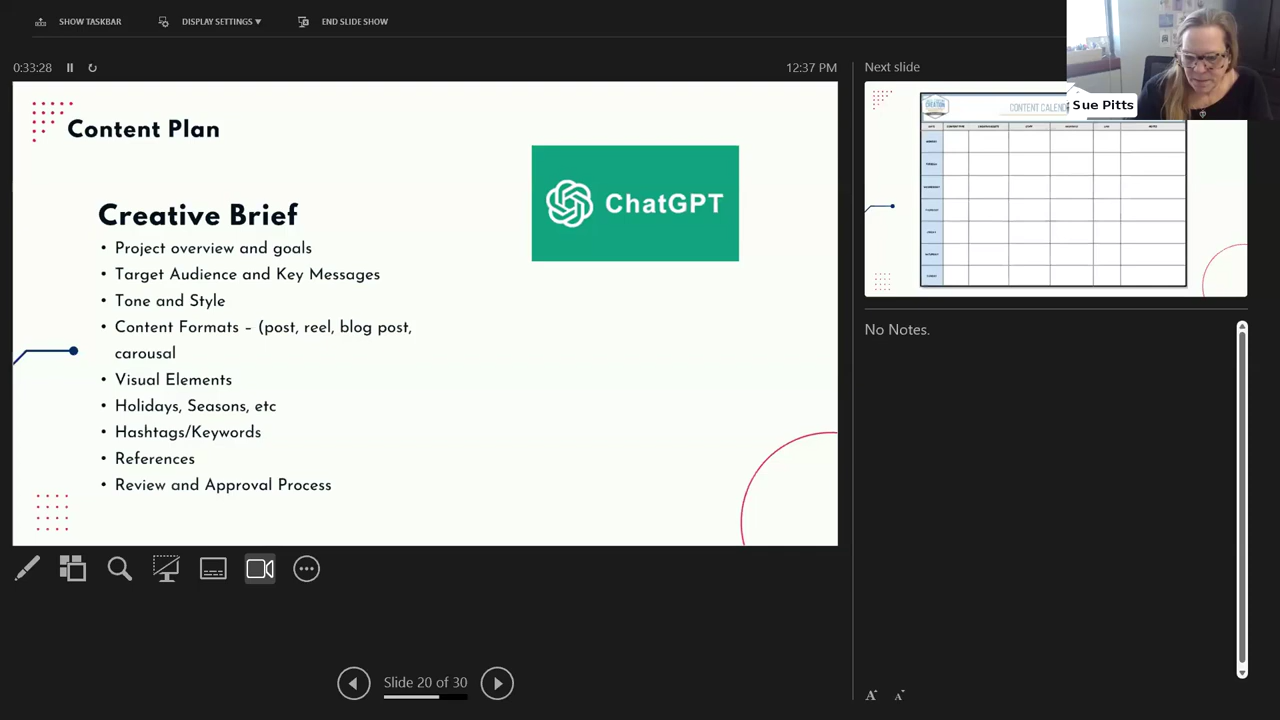 SHOW TASKBAR
DISPLAY SETTINGS
END SLIDE SHOW
0:33:28
12:37 PM
Content Plan
Creative Brief
• Project overview and goals
• Target Audience and Key Messages
• Tone and Style
• Content Formats – (post, reel, blog post,
carousal
• Visual Elements
• Holidays, Seasons, etc
• Hashtags/Keywords
• References
• Review and Approval Process
ChatGPT
Slide 20 of 30
Next slide
Sue Pitts
CREATION
CONTENT
No Notes.
A A